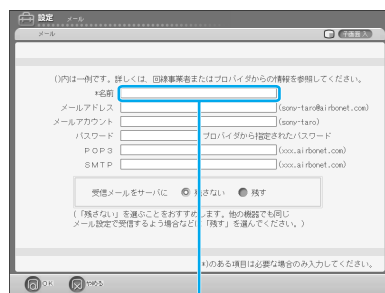 設定 メール
メール 子画面 入
()内は一例です。詳しくは、回線事業者またはプロバイダからの情報を参照してください。
*名前
メールアドレス (sony-taro@airbonet.com)
メールアカウント (sony-taro)
パスワード プロバイダから指定されたパスワード
POP3 (xxx.airbonet.com)
SMTP (xxx.airbonet.com)
受信メールをサーバに 残さない 残す
(「残さない」を選ぶことをおすすめします。他の機器でも同じ
メール設定で受信するよう場合などに「残す」を選んでください。)
*)のある項目は必要な場合のみ入力してください。
OK やめる